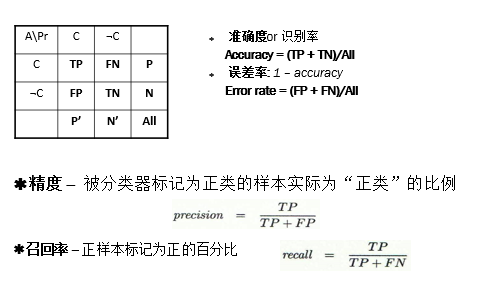 A\Pr C ¬C
C TP FN P
¬C FP TN N
P’ N’ All
准确度or 识别率
Accuracy = (TP + TN)/All
误差率: 1 – accuracy
Error rate = (FP + FN)/All
✱精度 – 被分类器标记为正类的样本实际为“正类”的比例
precision = TP / TP + FP
✱召回率 – 正样本标记为正的百分比
recall = TP / TP + FN